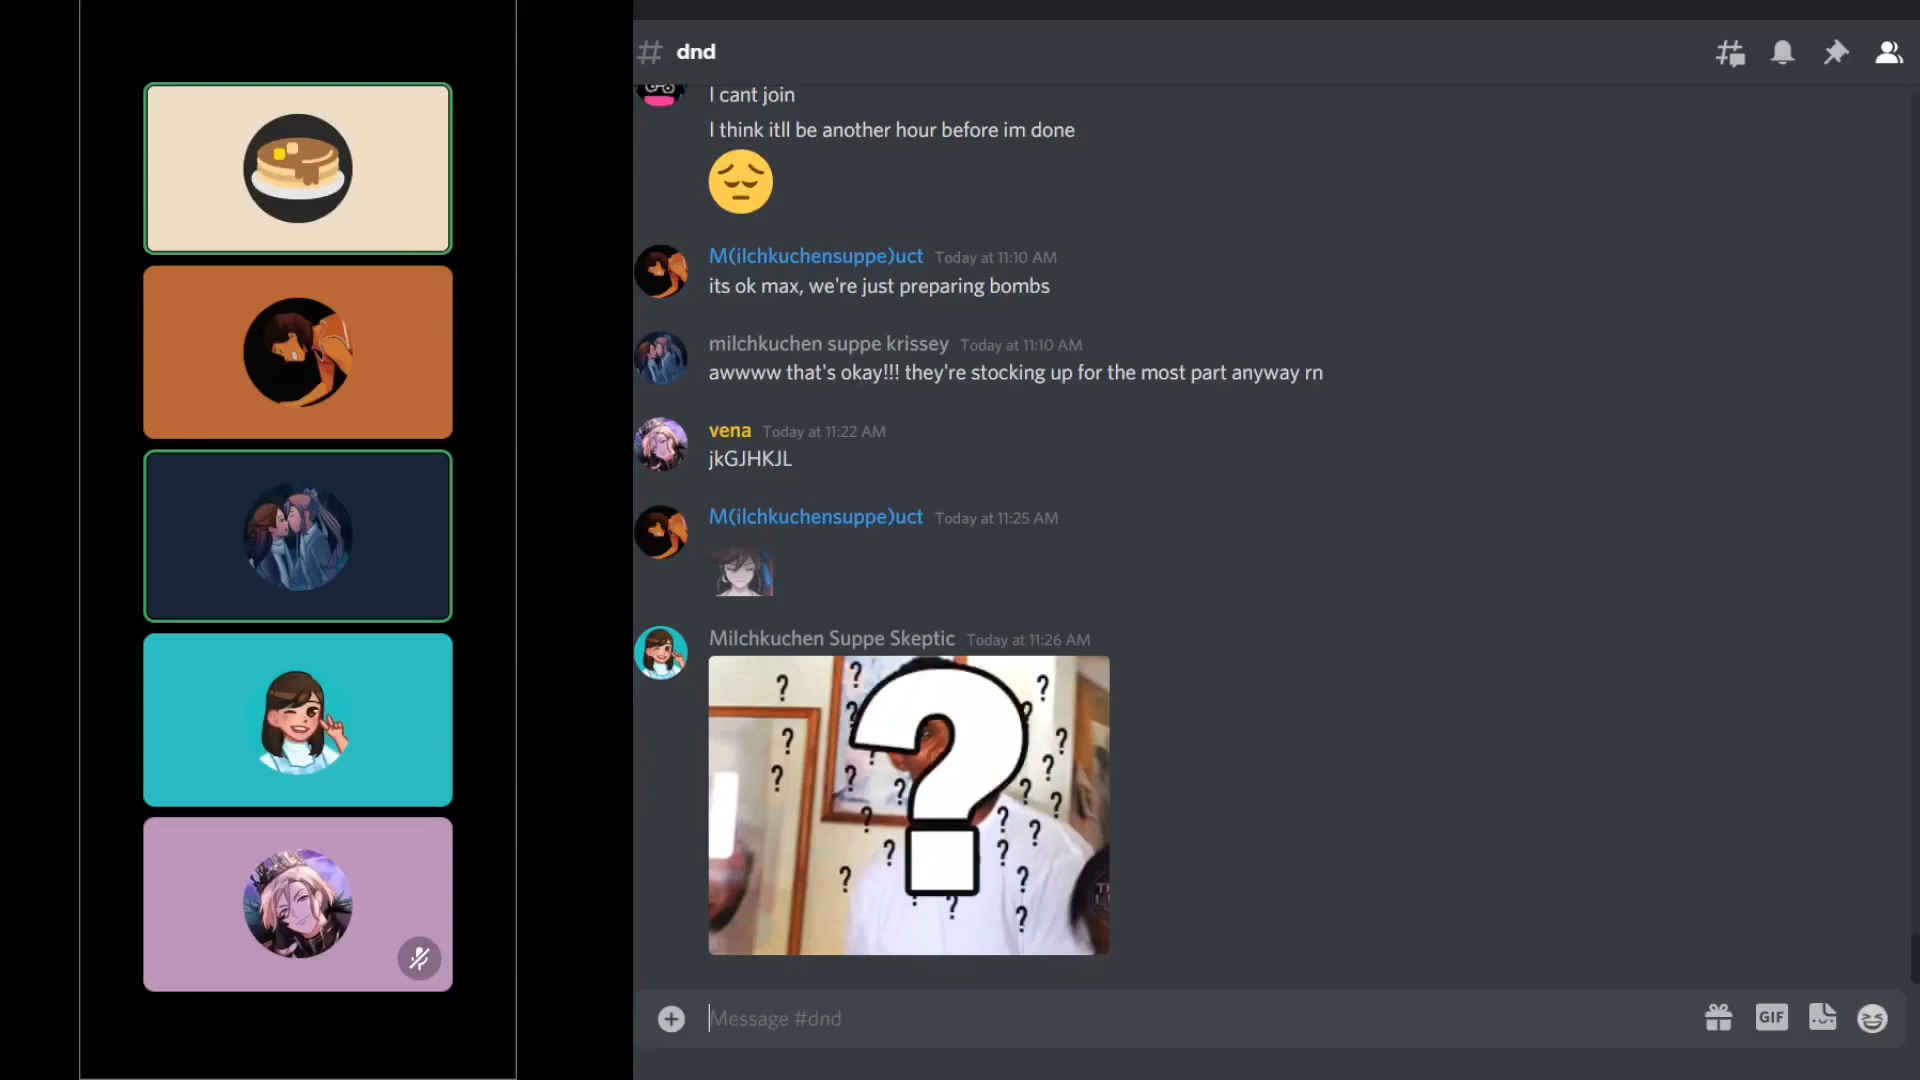 dnd
I cant join
I think itll be another hour before im done
M(ilchkuchensuppe)uct Today at 11:10 AM
its ok max, we're just preparing bombs
milchkuchen suppe krissey Today at 11:10 AM
awwww that's okay!!! they're stocking up for the most part anyway rn
vena Today at 11:22 AM
jkGJHKJL
M(ilchkuchensuppe)uct Today at 11:25 AM
Milchkuchen Suppe Skeptic Today at 11:26 AM
?
Message #dnd
GIF